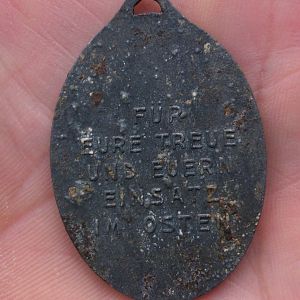 FÜR
EURE TREUE
UND EUERN
EINSATZ
IM OSTEN